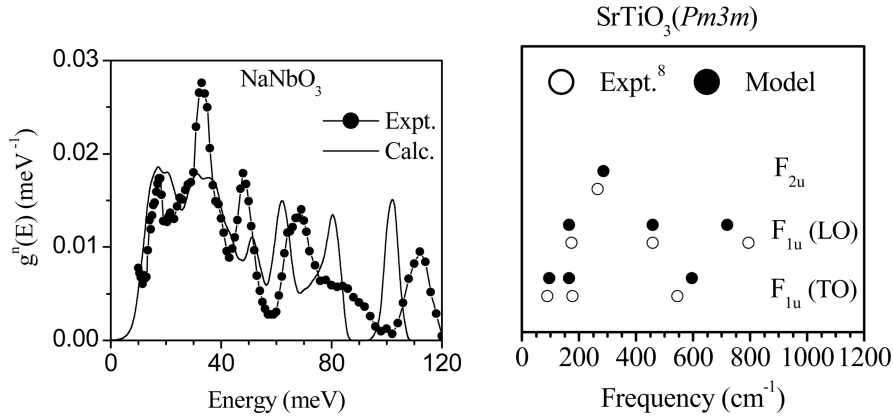 NaNbO3
Expt.
Calc.
0.03
0.02
0.01
0.00
g^n(E) (meV^-1)
0 40 80 120
Energy (meV)
SrTiO3(Pm3m)
Expt.8 Model
F2u
F1u (LO)
F1u (TO)
0 200 400 600 800 1000 1200
Frequency (cm^-1)